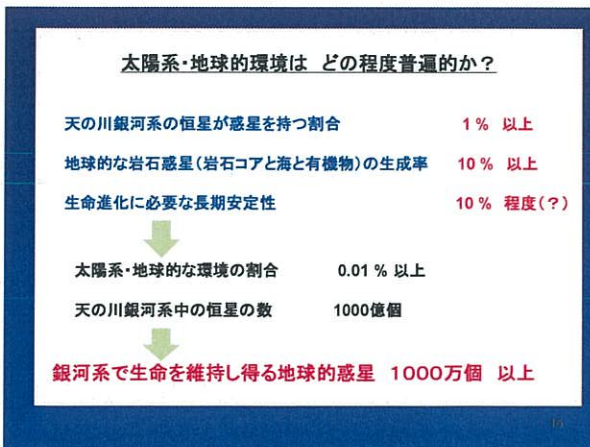 太陽系・地球的環境は どの程度普遍的か？
天の川銀河系の恒星が惑星を持つ割合 1％ 以上
地球的な岩石惑星（岩石コアと海と有機物）の生成率 10％ 以上
生命進化に必要な長期安定性 10％ 程度（？）
太陽系・地球的な環境の割合 0.01％ 以上
天の川銀河系中の恒星の数 1000億個
銀河系で生命を維持し得る地球的惑星 1000万個 以上